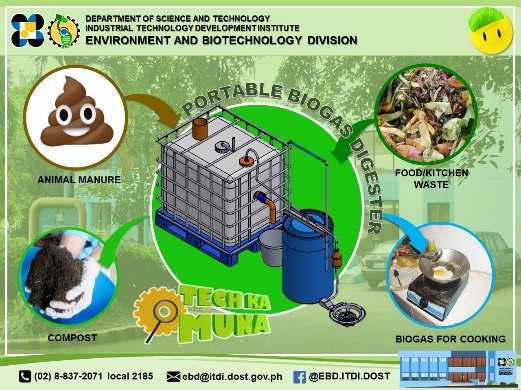 DEPARTMENT OF SCIENCE AND TECHNOLOGY
INDUSTRIAL TECHNOLOGY DEVELOPMENT INSTITUTE
ENVIRONMENT AND BIOTECHNOLOGY DIVISION
PORTABLE BIOGAS DIGESTER
ANIMAL MANURE
FOOD/KITCHEN
WASTE
COMPOST
TECH KA
MUNA
BIOGAS FOR COOKING
(02) 8-837-2071 local 2185
ebd@itdi.dost.gov.ph
@EBD.ITDI.DOST